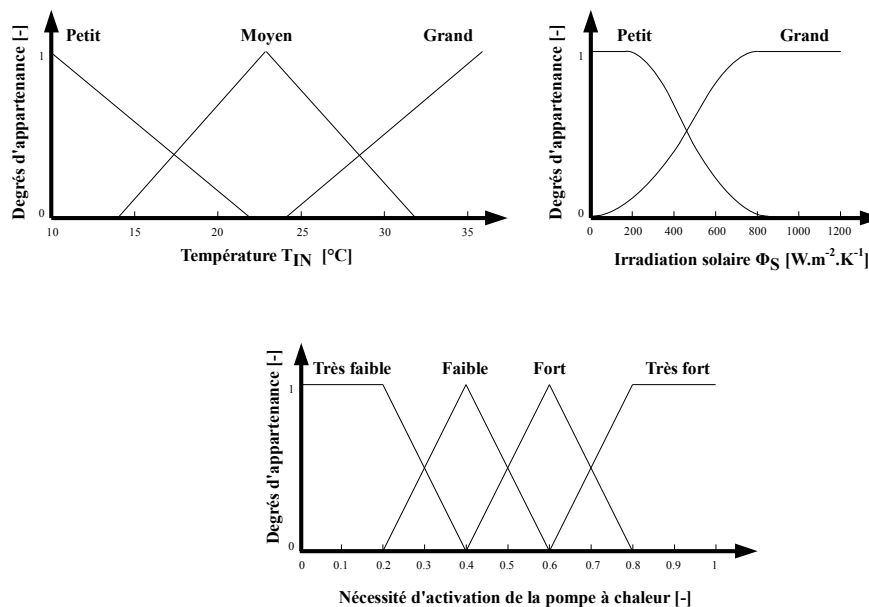 Degrés d'appartenance [-]
Petit
Moyen
Grand
1
0
10
15
20
25
30
35
Température T_IN [°C]
Degrés d'appartenance [-]
Petit
Grand
1
0
0
200
400
600
800
1000
1200
Irradiation solaire Φ_S [W.m⁻².K⁻¹]
Degrés d'appartenance [-]
Très faible
Faible
Fort
Très fort
1
0
0
0.1
0.2
0.3
0.4
0.5
0.6
0.7
0.8
0.9
1
Nécessité d'activation de la pompe à chaleur [-]